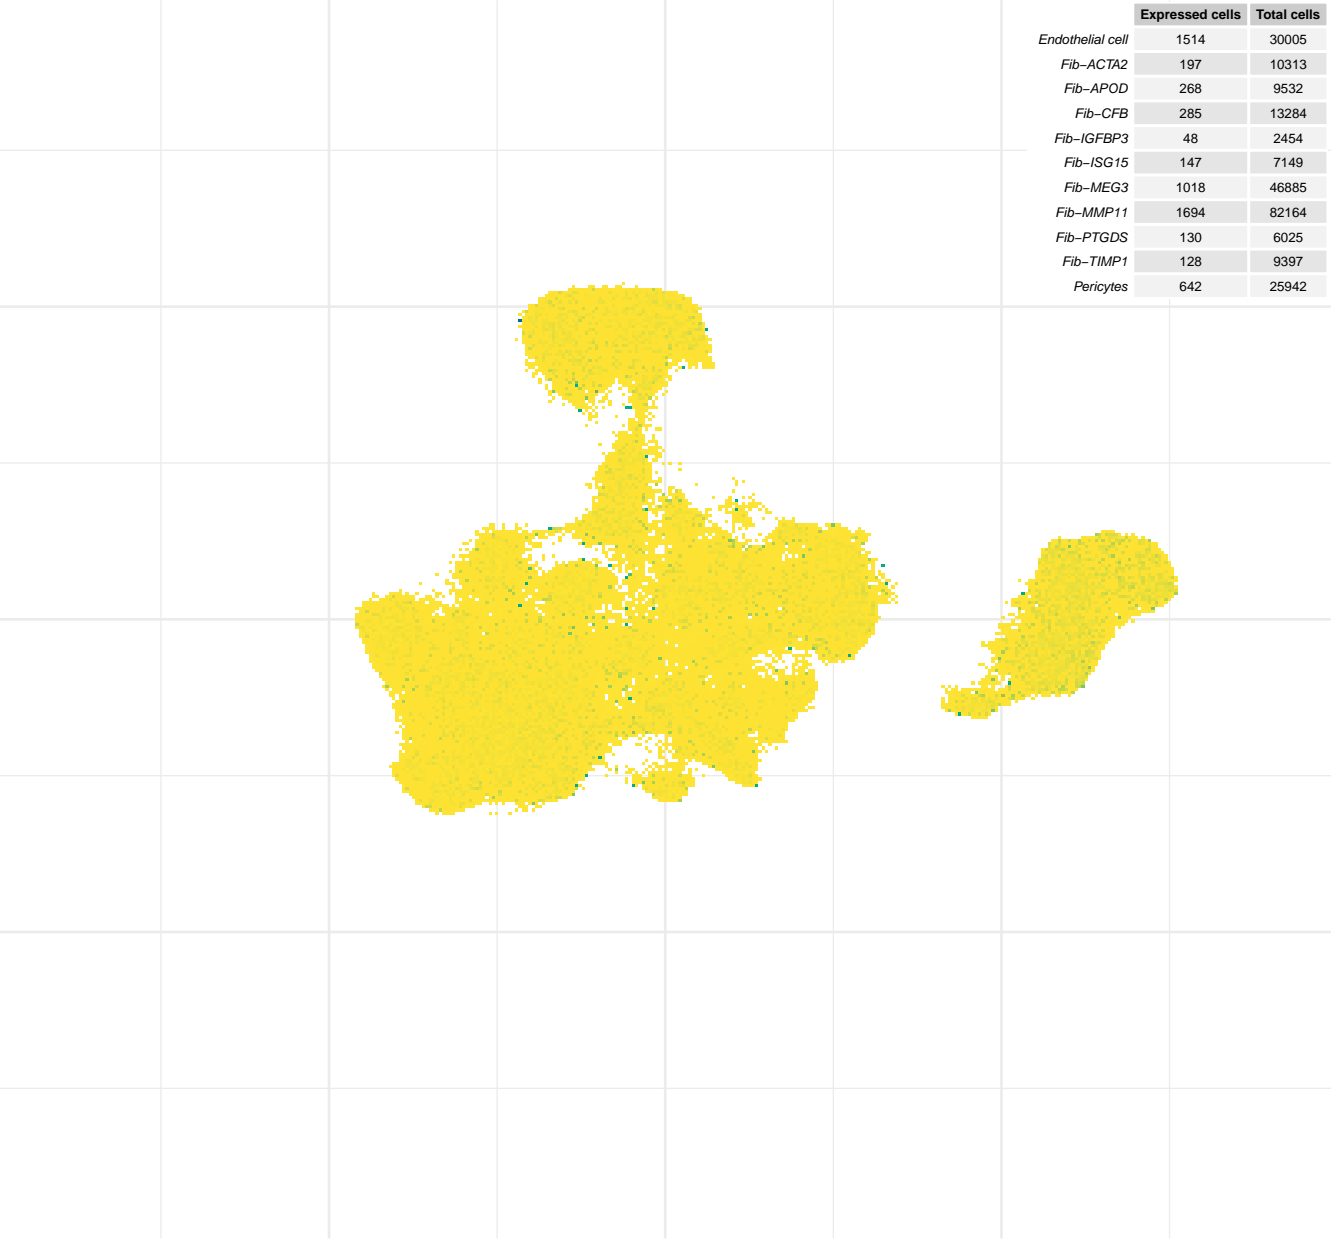 Expressed cells Total cells
Endothelial cell 1514 30005
Fib−ACTA2 197 10313
Fib−APOD 268 9532
Fib−CFB 285 13284
Fib−IGFBP3 48 2454
Fib−ISG15 147 7149
Fib−MEG3 1018 46885
Fib−MMP11 1694 82164
Fib−PTGDS 130 6025
Fib−TIMP1 128 9397
Pericytes 642 25942